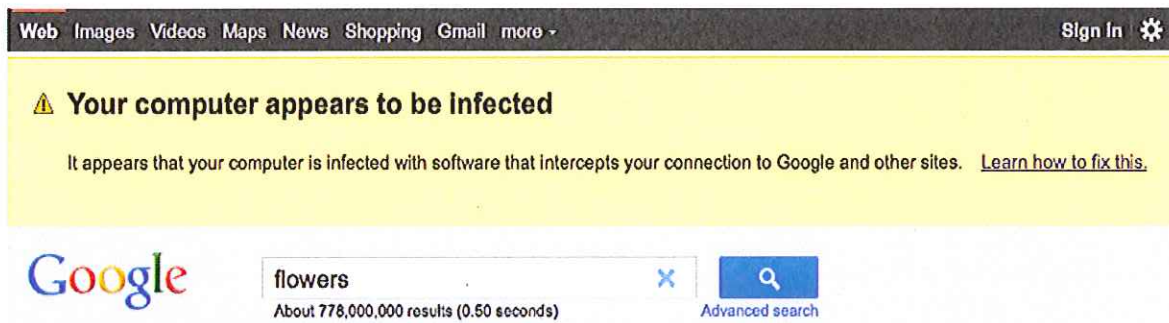 Web Images Videos Maps News Shopping Gmail more
Sign in
Your computer appears to be infected
It appears that your computer is infected with software that intercepts your connection to Google and other sites. Learn how to fix this.
Google
flowers
About 778,000,000 results (0.50 seconds)
Advanced search